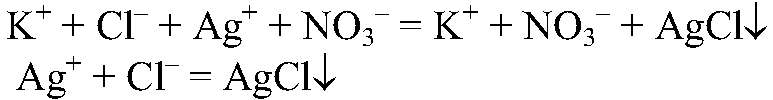 K⁺ + Cl⁻ + Ag⁺ + NO₃⁻ = K⁺ + NO₃⁻ + AgCl↓
Ag⁺ + Cl⁻ = AgCl↓